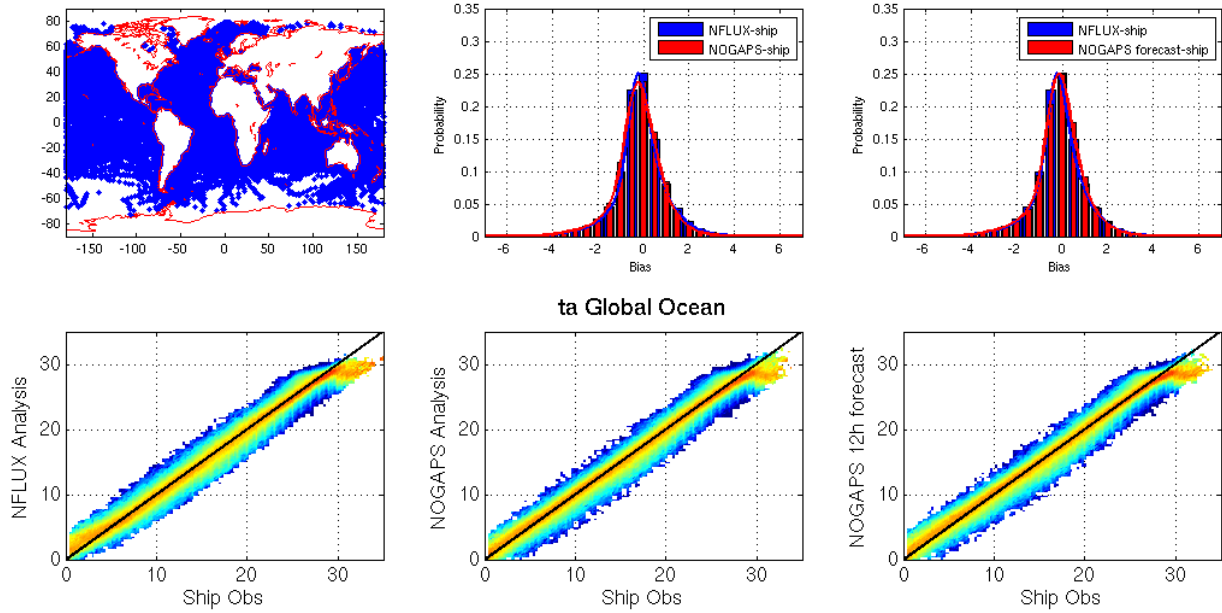 80
60
40
20
0
-20
-40
-60
-80
-150 -100 -50 0 50 100 150
0.35
0.3
0.25
0.2
0.15
0.1
0.05
0
Probability
NFLUX-ship
NOGAPS-ship
-6 -4 -2 0 2 4 6
Bias
0.35
0.3
0.25
0.2
0.15
0.1
0.05
0
Probability
NFLUX-ship
NOGAPS forecast-ship
-6 -4 -2 0 2 4 6
Bias
ta Global Ocean
NFLUX Analysis
30
20
10
0
0 10 20 30
Ship Obs
NOGAPS Analysis
30
20
10
0
0 10 20 30
Ship Obs
NOGAPS 12h forecast
30
20
10
0
0 10 20 30
Ship Obs